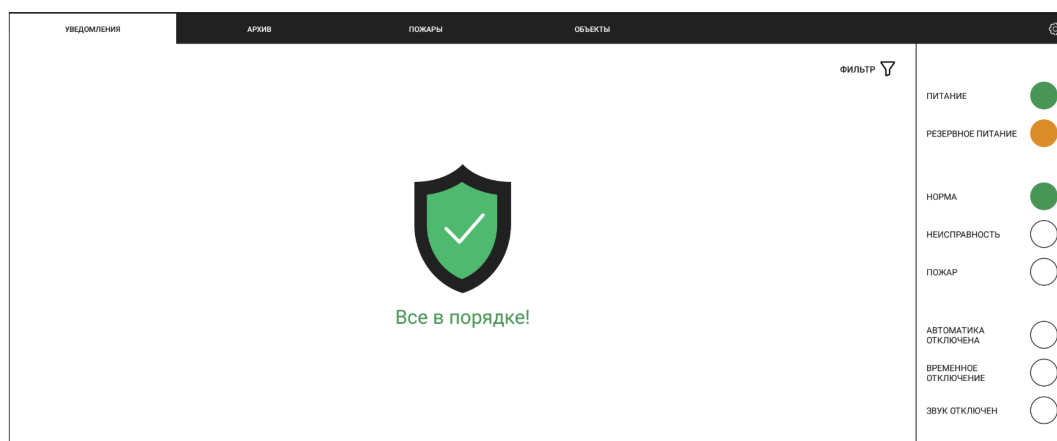 УВЕДОМЛЕНИЯ АРХИВ ПОЖАРЫ ОБЪЕКТЫ
ФИЛЬТР
ПИТАНИЕ
РЕЗЕРВНОЕ ПИТАНИЕ
НОРМА
НЕИСПРАВНОСТЬ
ПОЖАР
Все в порядке!
АВТОМАТИКА
ОТКЛЮЧЕНА
ВРЕМЕННОЕ
ОТКЛЮЧЕНИЕ
ЗВУК ОТКЛЮЧЕН